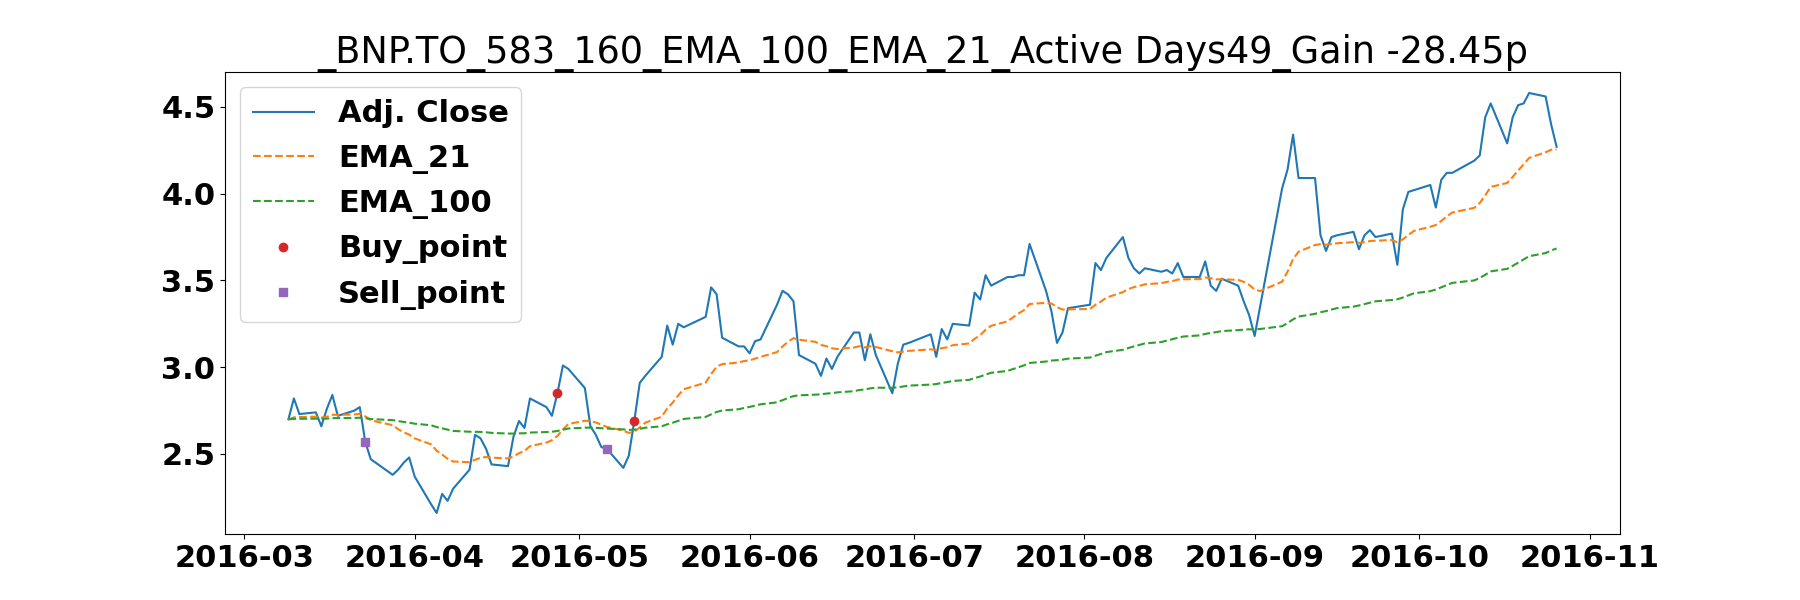 _BNP.TO_583_160_EMA_100_EMA_21_Active Days49_Gain -28.45p
Adj. Close
EMA_21
EMA_100
Buy_point
Sell_point
4.5
4.0
3.5
3.0
2.5
2016-03 2016-04 2016-05 2016-06 2016-07 2016-08 2016-09 2016-10 2016-11